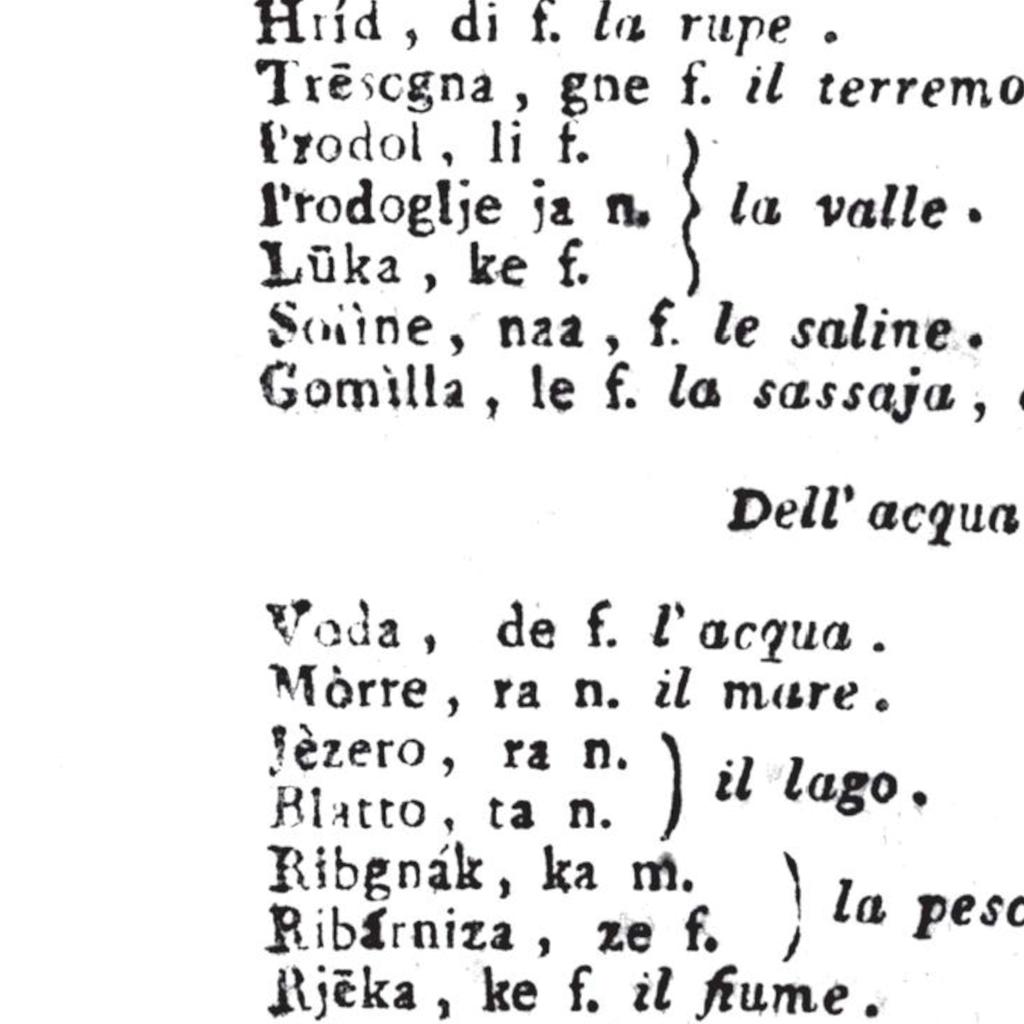 Hríd, di f. la rupe.
Trēscgna, gne f. il terremo
Prodol, li f.
Prodoglje ja n. la valle.
Lūka, ke f.
naa, f. le saline.
Gomìlla, le f. la sassaja,
Dell' acqua
Voda, de f. l' acqua.
Mòrre, ra n. il mare.
Jèzero, ra n.
il lago.
Blatto, ta n.
Ribgnák, ka m.
la pesc
Ribárniza, ze f.
Rjēka, ke f. il fiume.